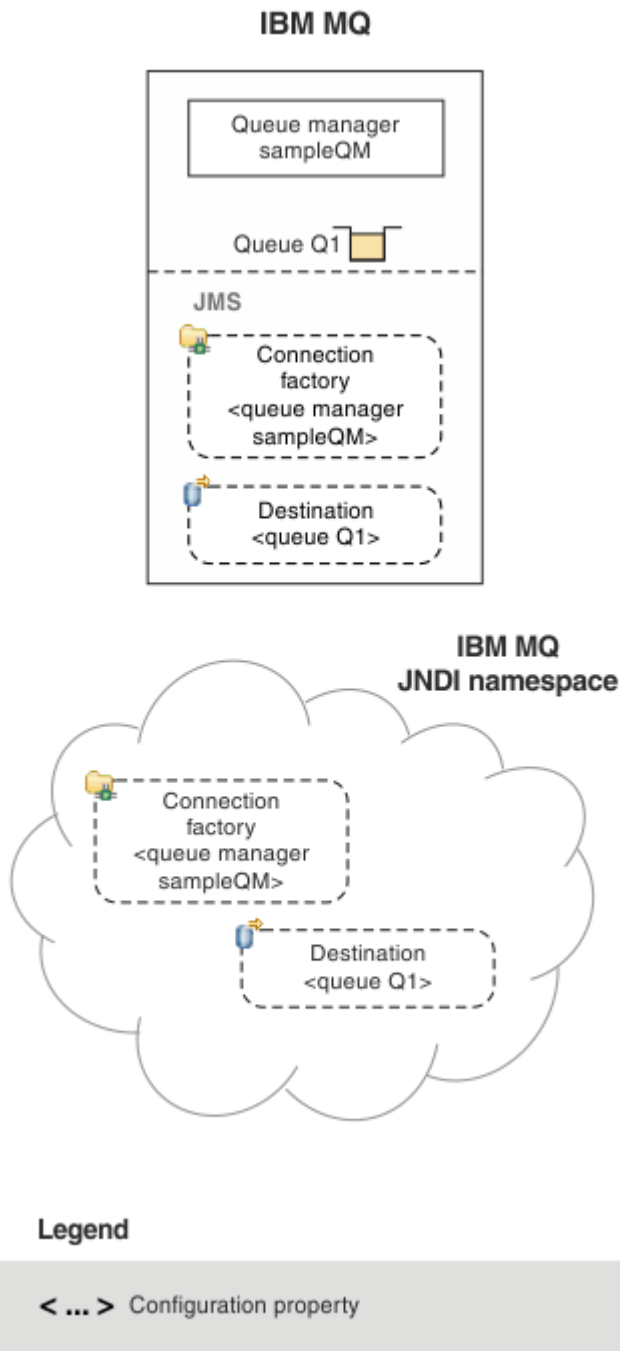 IBM MQ
Queue manager
sampleQM
Queue Q1
JMS
Connection
factory
<queue manager
sampleQM>
Destination
<queue Q1>
IBM MQ
JNDI namespace
Connection
factory
<queue manager
sampleQM>
Destination
<queue Q1>
Legend
< ... > Configuration property